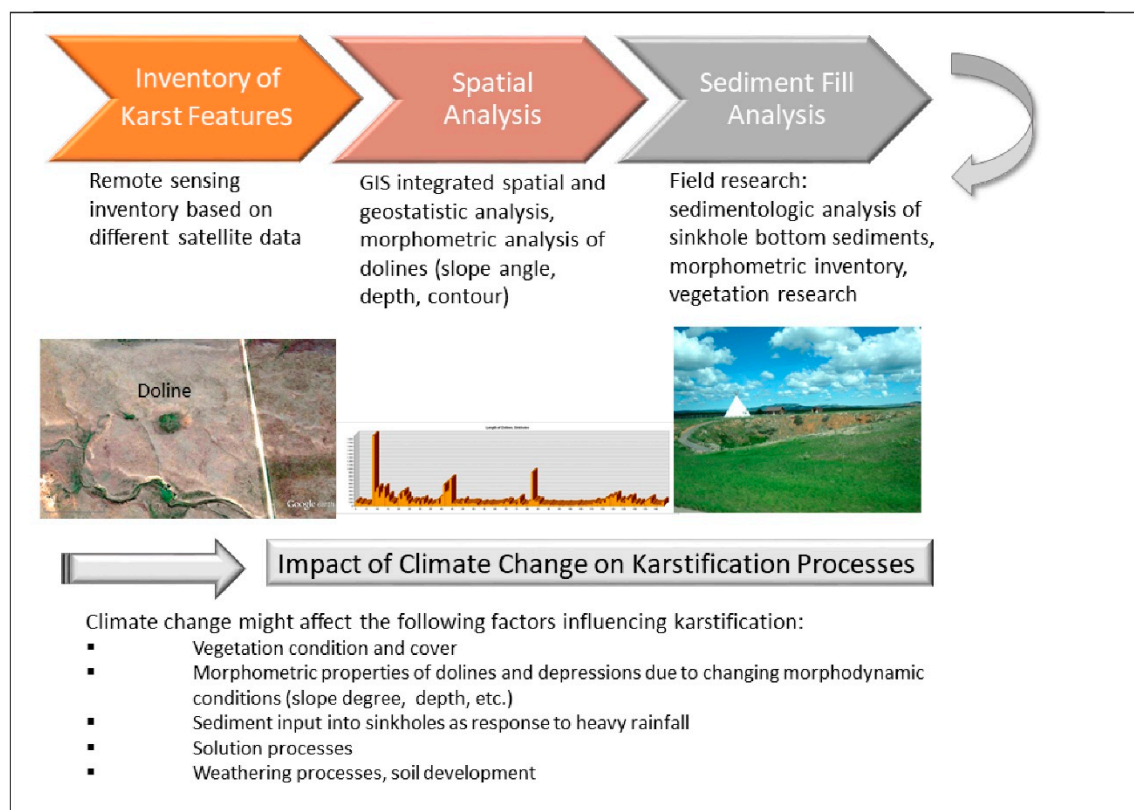 Inventory of
Karst Features
Spatial
Analysis
Sediment Fill
Analysis
Remote sensing
inventory based on
different satellite data
GIS integrated spatial and
geostatistic analysis,
morphometric analysis of
dolines (slope angle,
depth, contour)
Field research:
sedimentologic analysis of
sinkhole bottom sediments,
morphometric inventory,
vegetation research
Doline
Google earth
Impact of Climate Change on Karstification Processes
Climate change might affect the following factors influencing karstification:
▪ Vegetation condition and cover
▪ Morphometric properties of dolines and depressions due to changing morphodynamic
conditions (slope degree, depth, etc.)
▪ Sediment input into sinkholes as response to heavy rainfall
▪ Solution processes
▪ Weathering processes, soil development